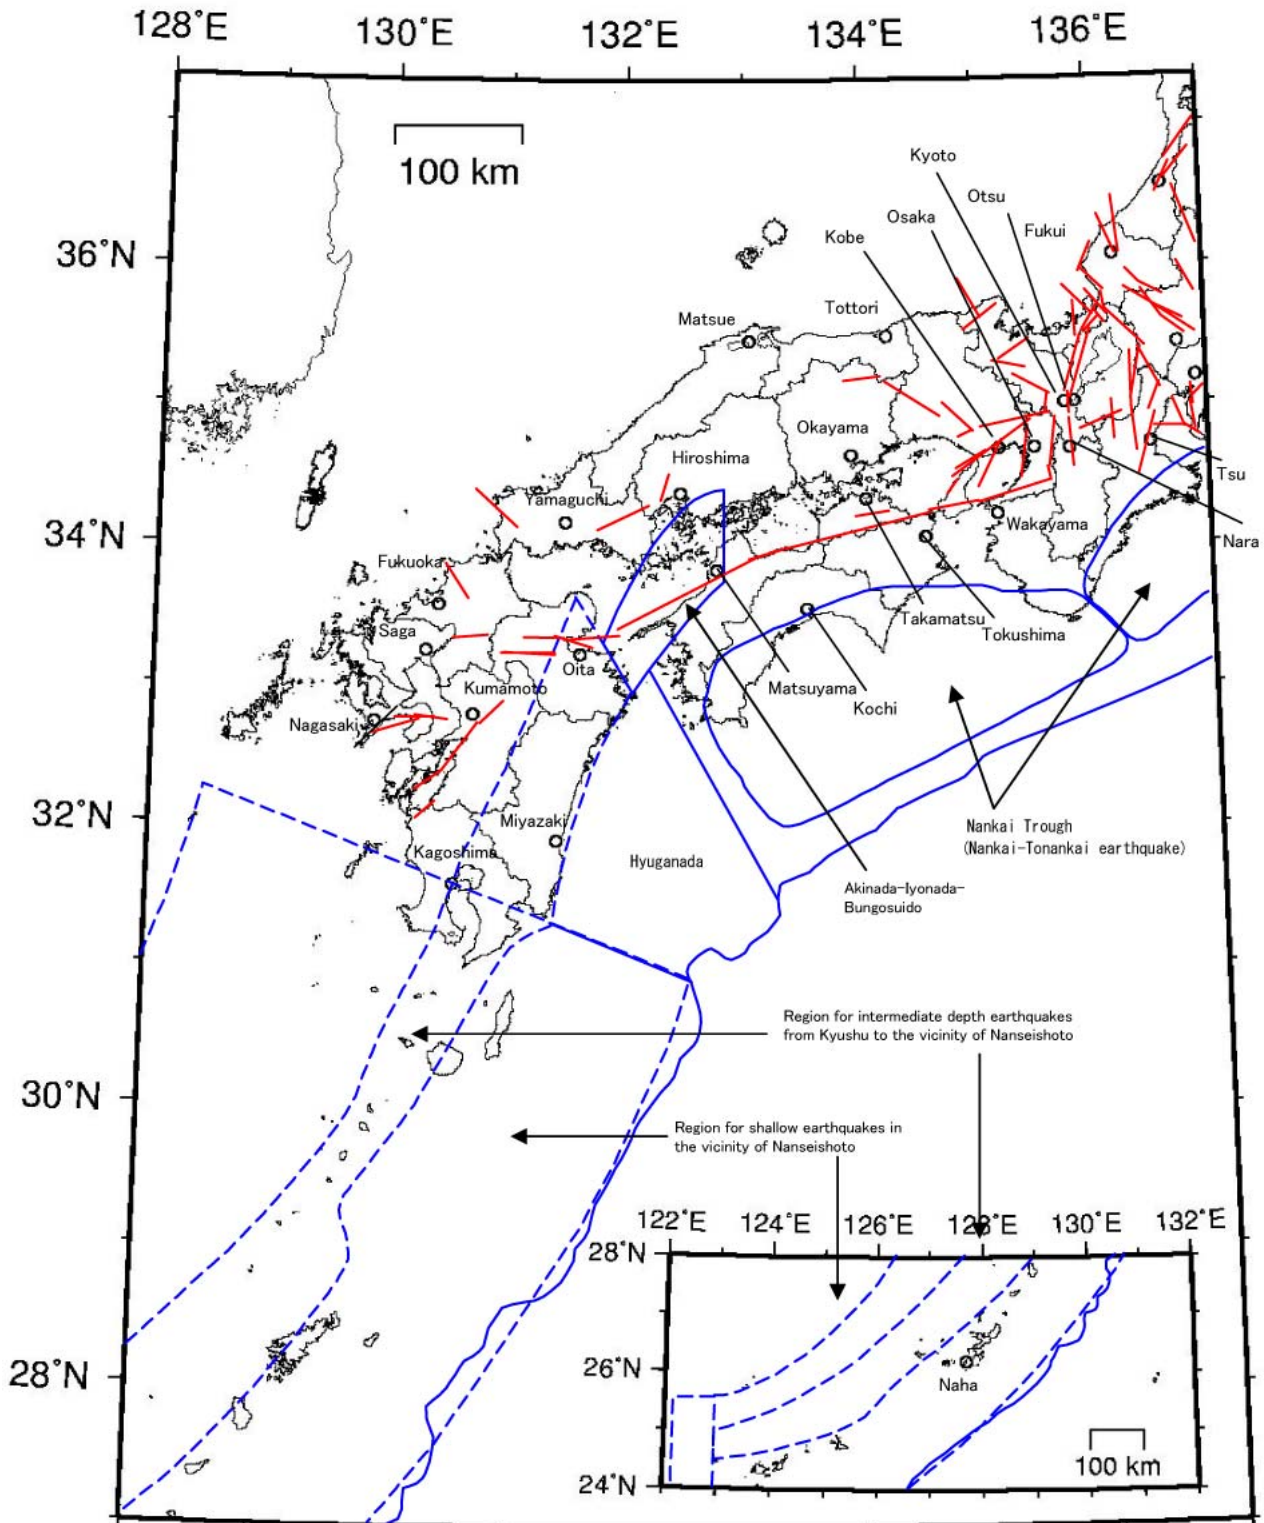 128°E 130°E 132°E 134°E 136°E
100 km
Kyoto
Otsu
Osaka
Fukui
Kobe
36°N
Tottori
Matsue
Okayama
Hiroshima
Tsu
Yamaguchi
Wakayama
34°N
Nara
Fukuoka
Takamatsu
Saga
Tokushima
Oita
Matsuyama
Kumamoto
Kochi
Nagasaki
32°N
Miyazaki
Nankai Trough
(Nankai-Tonankai earthquake)
Kagoshima
Hyuganada
Akinada-Iyonada-
Bungosuido
Region for intermediate depth earthquakes
from Kyushu to the vicinity of Nanseishoto
30°N
Region for shallow earthquakes in
the vicinity of Nanseishoto
122°E 124°E 126°E 128°E 130°E 132°E
28°N
26°N
28°N
Naha
100 km
24°N